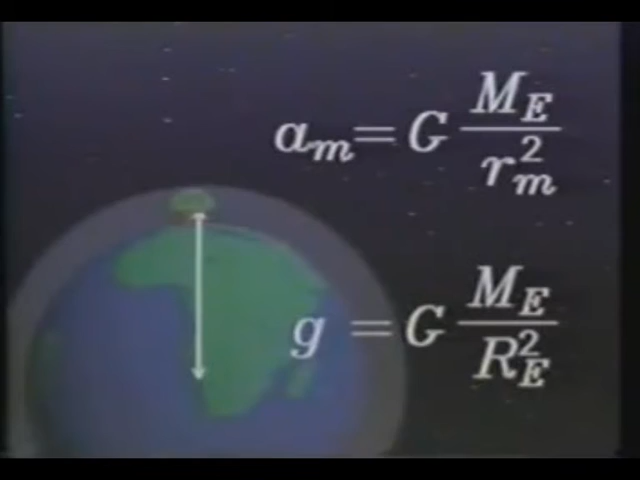 a_m = G M_E / r_m^2
g = G M_E / R_E^2